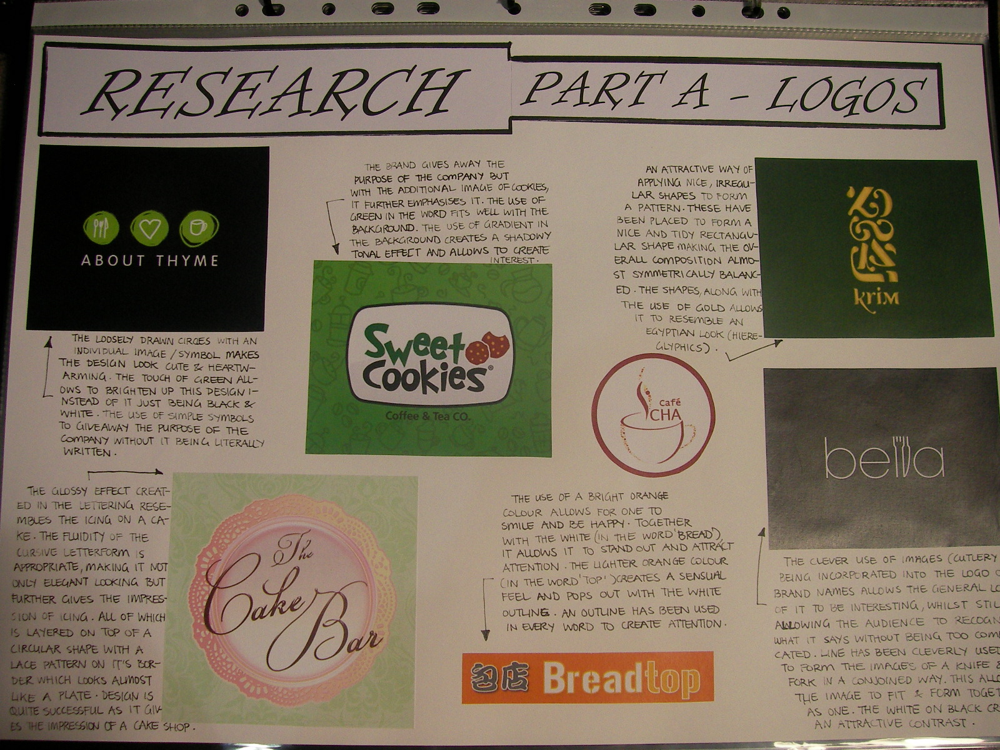 RESEARCH PART A - LOGOS
ABOUT THYME
THE LOOSELY DRAWN CIRCES WITH AN
INDIVIDUAL IMAGE / SYMBOL MAKES
THE DESIGN LOOK CUTE & HEARTW-
ARMING. THE TOUCH OF GREEN ALL-
OWS TO BRIGHTEN UP THIS DESIGN I-
NSTEAD OF IT JUST BEING BLACK &
WHITE. THE USE OF SIMPLE SYMBOLS
TO GIVEAWAY THE PURPOSE OF THE
COMPANY WITHOUT IT BEING LITERALLY
WRITTEN.
THE BRAND GIVES AWAY THE
PURPOSE OF THE COMPANY BUT
WITH THE ADDITIONAL IMAGE OF COOKIES,
IT FURTHER EMPHASISES IT. THE USE OF
GREEN IN THE WORD FITS WELL WITH THE
BACKGROUND. THE USE OF GRADIENT IN
THE BACKGROUND CREATES A SHADOWY
TONAL EFFECT AND ALLOWS TO CREATE
INTEREST.
Sweet
Cookies®
Coffee & Tea CO.
AN ATTRACTIVE WAY OF
APPLYING NICE, IRREGU-
LAR SHAPES TO FORM
A PATTERN. THESE HAVE
BEEN PLACED TO FORM A
NICE AND TIDY RECTANGU-
LAR SHAPE MAKING THE OV-
ERALL COMPOSITION ALMO-
ST SYMMETRICALLY BALANC-
ED. THE SHAPES, ALONG WITH
THE USE OF GOLD ALLOWS
IT TO RESEMBLE AN
EGYPTIAN LOOK (HIERE-
GLYPHICS).
krim
café
CHA
bella
THE GLOSSY EFFECT CREAT-
ED IN THE LETTERING RESE-
MBLES THE ICING ON A CA-
KE. THE FLUIDITY OF THE
CURSIVE LETTERFORM IS
APPROPRIATE, MAKING IT NOT
ONLY ELEGANT LOOKING BUT
FURTHER GIVES THE IMPRES-
SION OF ICING. ALL OF WHICH
IS LAYERED ON TOP OF A
CIRCULAR SHAPE WITH A
LACE PATTERN ON IT'S BOR-
DER WHICH LOOKS ALMOST
LIKE A PLATE. DESIGN IS
QUITE SUCCESSFUL AS IT GIV-
ES THE IMPRESSION OF A CAKE SHOP.
The
Cake
Bar
THE USE OF A BRIGHT ORANGE
COLOUR ALLOWS FOR ONE TO
SMILE AND BE HAPPY. TOGETHER
WITH THE WHITE (IN THE WORD 'BREAD'),
IT ALLOWS IT TO STAND OUT AND ATTRACT
ATTENTION. THE LIGHTER ORANGE COLOUR
(IN THE WORD 'TOP') CREATES A SENSUAL
FEEL AND POPS OUT WITH THE WHITE
OUTLINE. AN OUTLINE HAS BEEN USED
IN EVERY WORD TO CREATE ATTENTION.
包店 Breadtop
THE CLEVER USE OF IMAGES (CUTLERY
BEING INCORPORATED INTO THE LOGO O
BRAND NAMES ALLOWS THE GENERAL LO
OF IT TO BE INTERESTING, WHILST STIL
ALLOWING THE AUDIENCE TO RECOGN
WHAT IT SAYS WITHOUT BEING TOO COM
CATED. LINE HAS BEEN CLEVERLY USED
TO FORM THE IMAGES OF A KNIFE &
FORK IN A CONJOINED WAY. THIS ALLO
THE IMAGE TO FIT & FORM TOGET
AS ONE. THE WHITE ON BLACK CR
AN ATTRACTIVE CONTRAST.